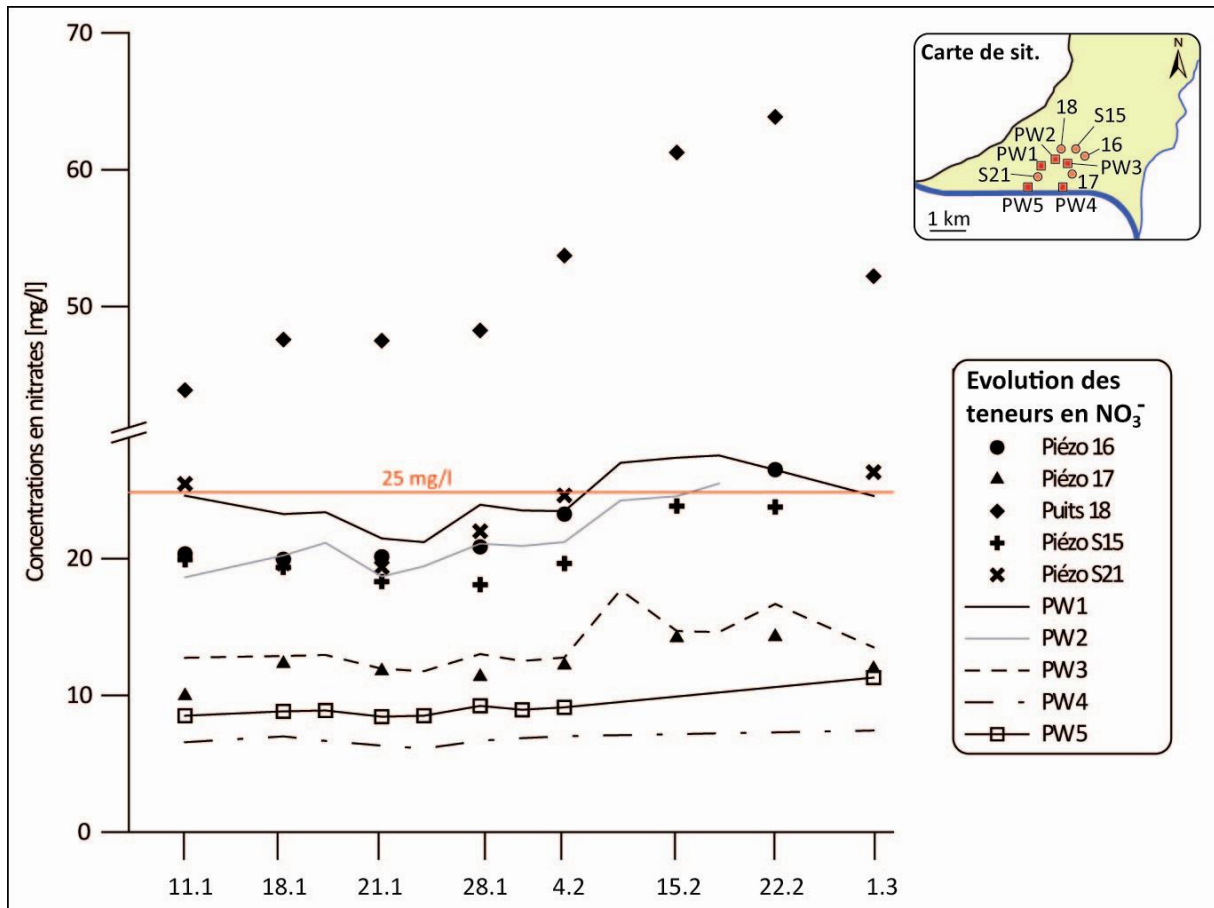 70
60
50
20
10
0
Concentrations en nitrates [mg/l]
25 mg/l
11.1 18.1 21.1 28.1 4.2 15.2 22.2 1.3
Carte de sit.
N
18
S15
PW2
16
PW1
PW3
S21
17
PW5
PW4
1 km
Evolution des
teneurs en NO₃⁻
Piézo 16
Piézo 17
Puits 18
Piézo S15
Piézo S21
PW1
PW2
PW3
PW4
PW5